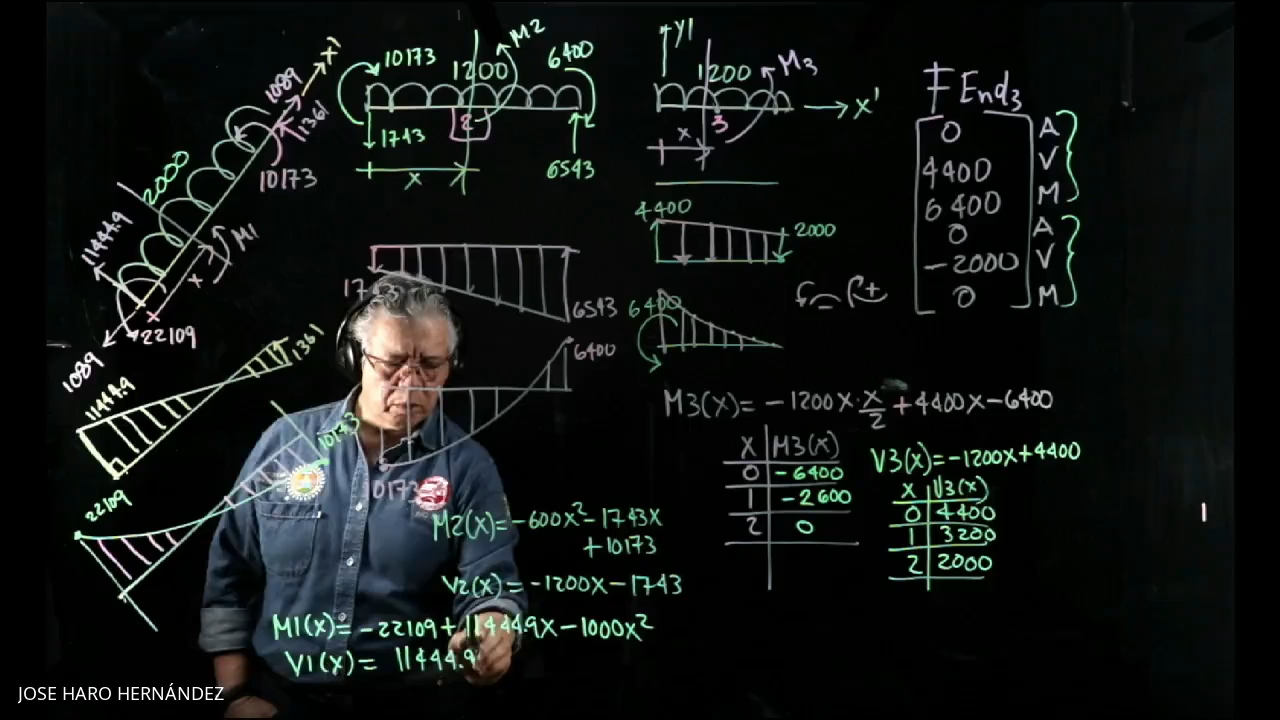 x'
1089
1361
10173
2000
11444.9
M1
x
22109
1089
11444.9
1361
22109
10173
10173
1200
M2
6400
1743
2
6543
x
6543
6400
10173
y1
1200
M3
x'
3
x
4400
2000
6400
F End3
0 A
4400 V
6400 M
0 A
-2000 V
0 M
M3(x)= -1200x·x/2 +4400x-6400
x M3(x)
0 -6400
1 -2600
2 0
V3(x)=-1200x+4400
x V3(x)
0 4400
1 3200
2 2000
M2(x)=-600x²-1743x
+10173
V2(x)= -1200x-1743
M1(x)= -22109+11444.9x-1000x²
V1(x)= 11444.9
JOSE HARO HERNÁNDEZ